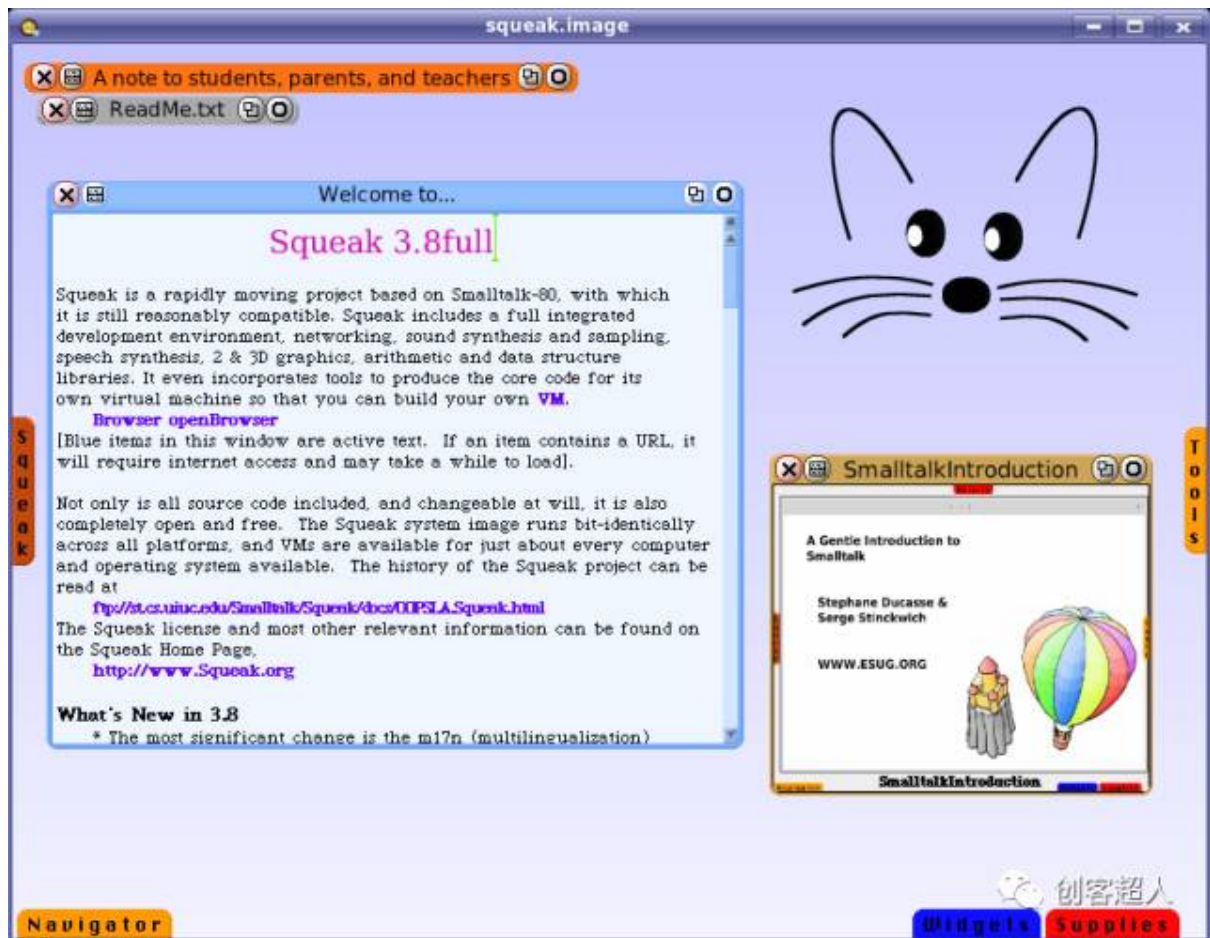 squeak.image
A note to students, parents, and teachers
ReadMe.txt
Welcome to...
Squeak 3.8full
Squeak is a rapidly moving project based on Smalltalk-80, with which
it is still reasonably compatible. Squeak includes a full integrated
development environment, networking, sound synthesis and sampling,
speech synthesis, 2 & 3D graphics, arithmetic and data structure
libraries. It even incorporates tools to produce the core code for its
own virtual machine so that you can build your own VM.
Browser openBrowser
[Blue items in this window are active text. If an item contains a URL, it
will require internet access and may take a while to load].
Not only is all source code included, and changeable at will, it is also
completely open and free. The Squeak system image runs bit-identically
across all platforms, and VMs are available for just about every computer
and operating system available. The history of the Squeak project can be
read at
ftp://st.cs.uiuc.edu/Smalltalk/Squeak/docs/OOPSLA.Squeak.html
The Squeak license and most other relevant information can be found on
the Squeak Home Page,
http://www.Squeak.org
What's New in 3.8
* The most significant change is the m17n (multilingualization)
Squeak
Tools
SmalltalkIntroduction
A Gentle Introduction to
Smalltalk
Stephane Ducasse &
Serge Stinckwich
WWW.ESUG.ORG
SmalltalkIntroduction
创客超人
Navigator
Widgets
Supplies